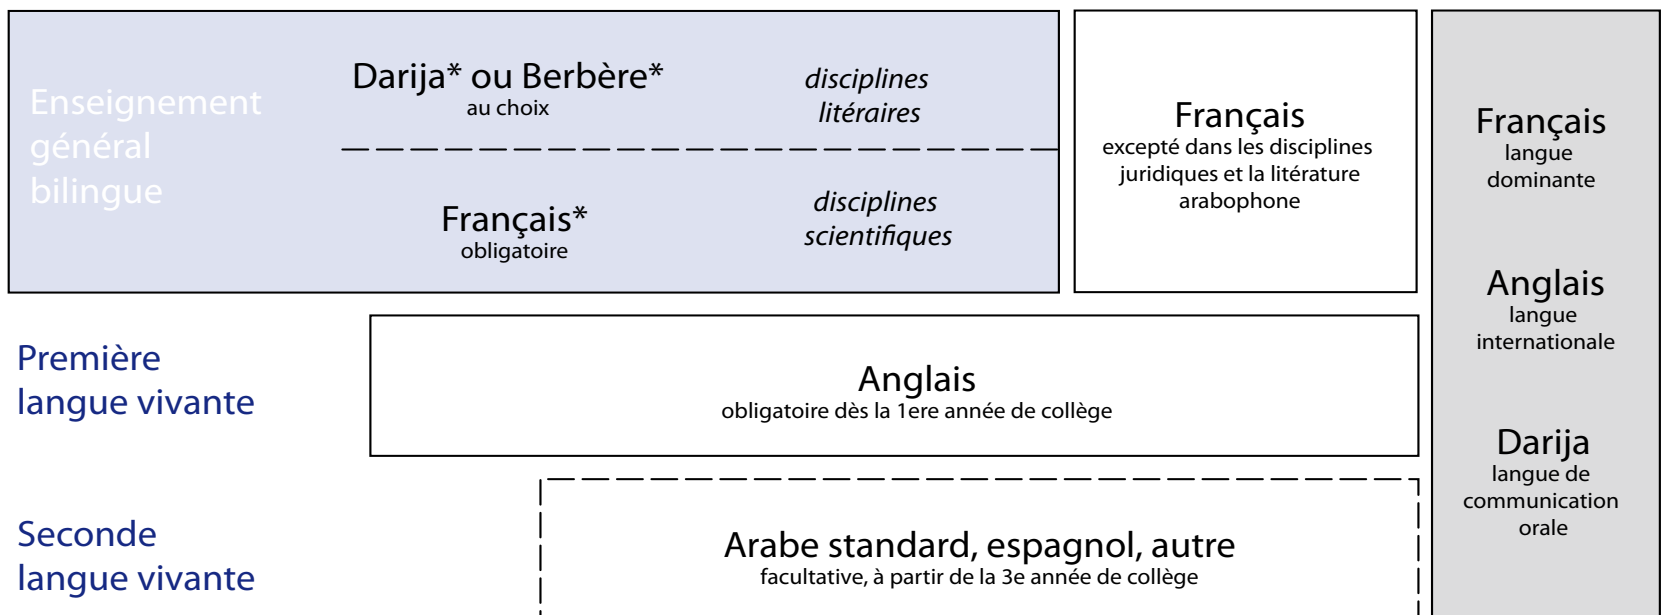 Enseignement
général
bilingue
Darija* ou Berbère*
au choix
disciplines
litéraires
Français*
obligatoire
disciplines
scientifiques
Français
excepté dans les disciplines
juridiques et la litérature
arabophone
Français
langue
dominante
Anglais
langue
internationale
Darija
langue de
communication
orale
Première
langue vivante
Anglais
obligatoire dès la 1ere année de collège
Seconde
langue vivante
Arabe standard, espagnol, autre
facultative, à partir de la 3e année de collège